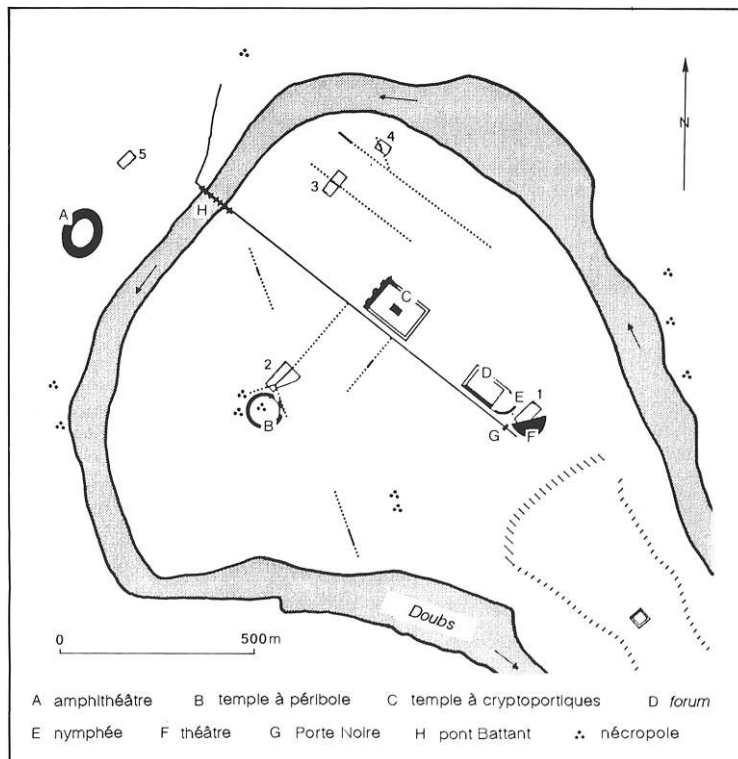 N
4
5
3
A
H
C
2
D
E
1
B
G
F
Doubs
0 500m
A amphithéâtre B temple à péribole C temple à cryptoportiques D forum
E nymphée F théâtre G Porte Noire H pont Battant nécropole